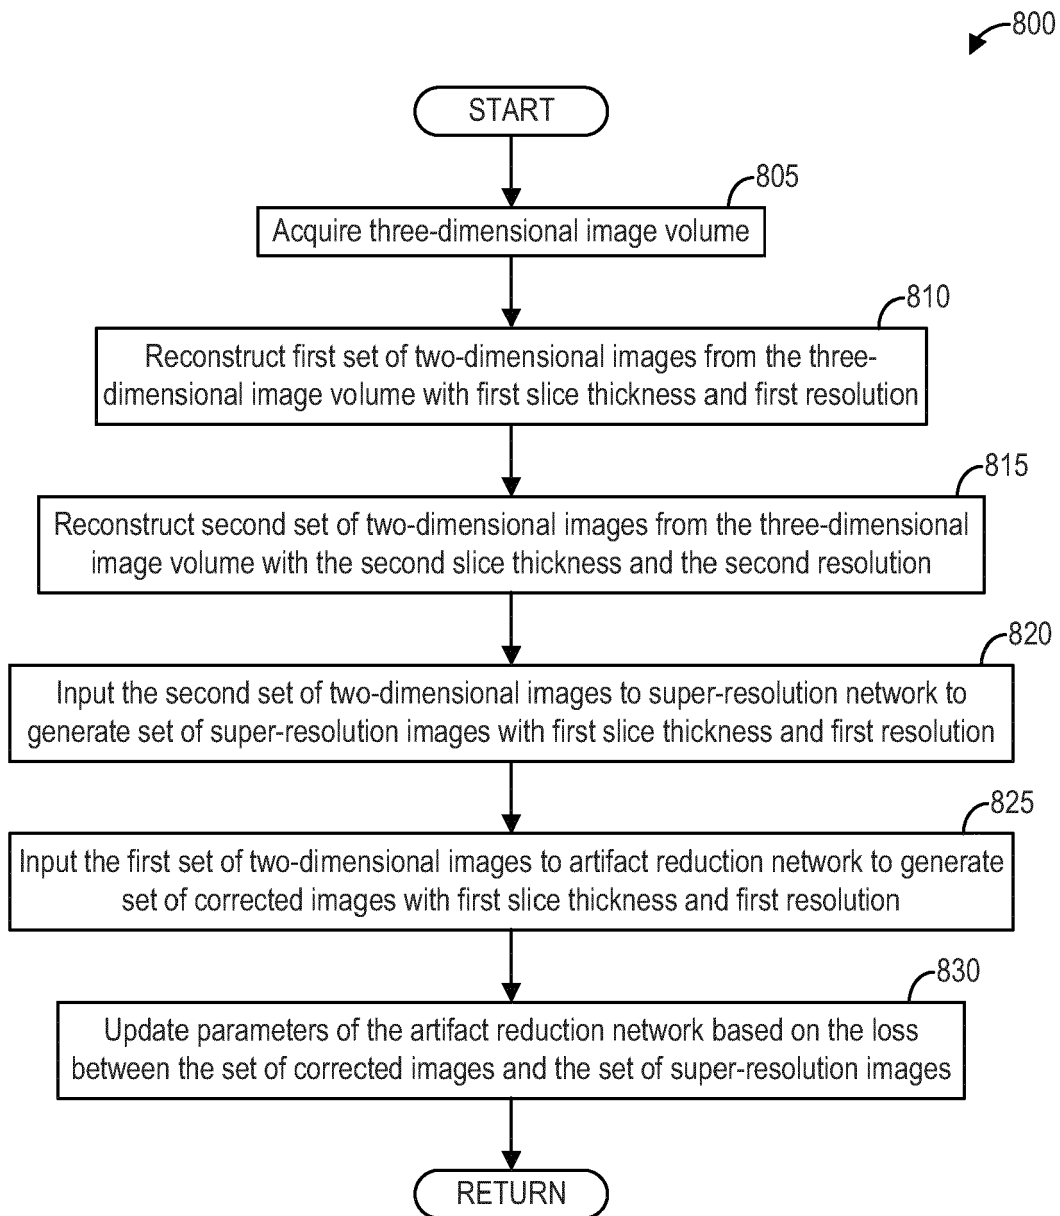 800
START
805
Acquire three-dimensional image volume
810
Reconstruct first set of two-dimensional images from the three-
dimensional image volume with first slice thickness and first resolution
815
Reconstruct second set of two-dimensional images from the three-dimensional
image volume with the second slice thickness and the second resolution
820
Input the second set of two-dimensional images to super-resolution network to
generate set of super-resolution images with first slice thickness and first resolution
825
Input the first set of two-dimensional images to artifact reduction network to generate
set of corrected images with first slice thickness and first resolution
830
Update parameters of the artifact reduction network based on the loss
between the set of corrected images and the set of super-resolution images
RETURN